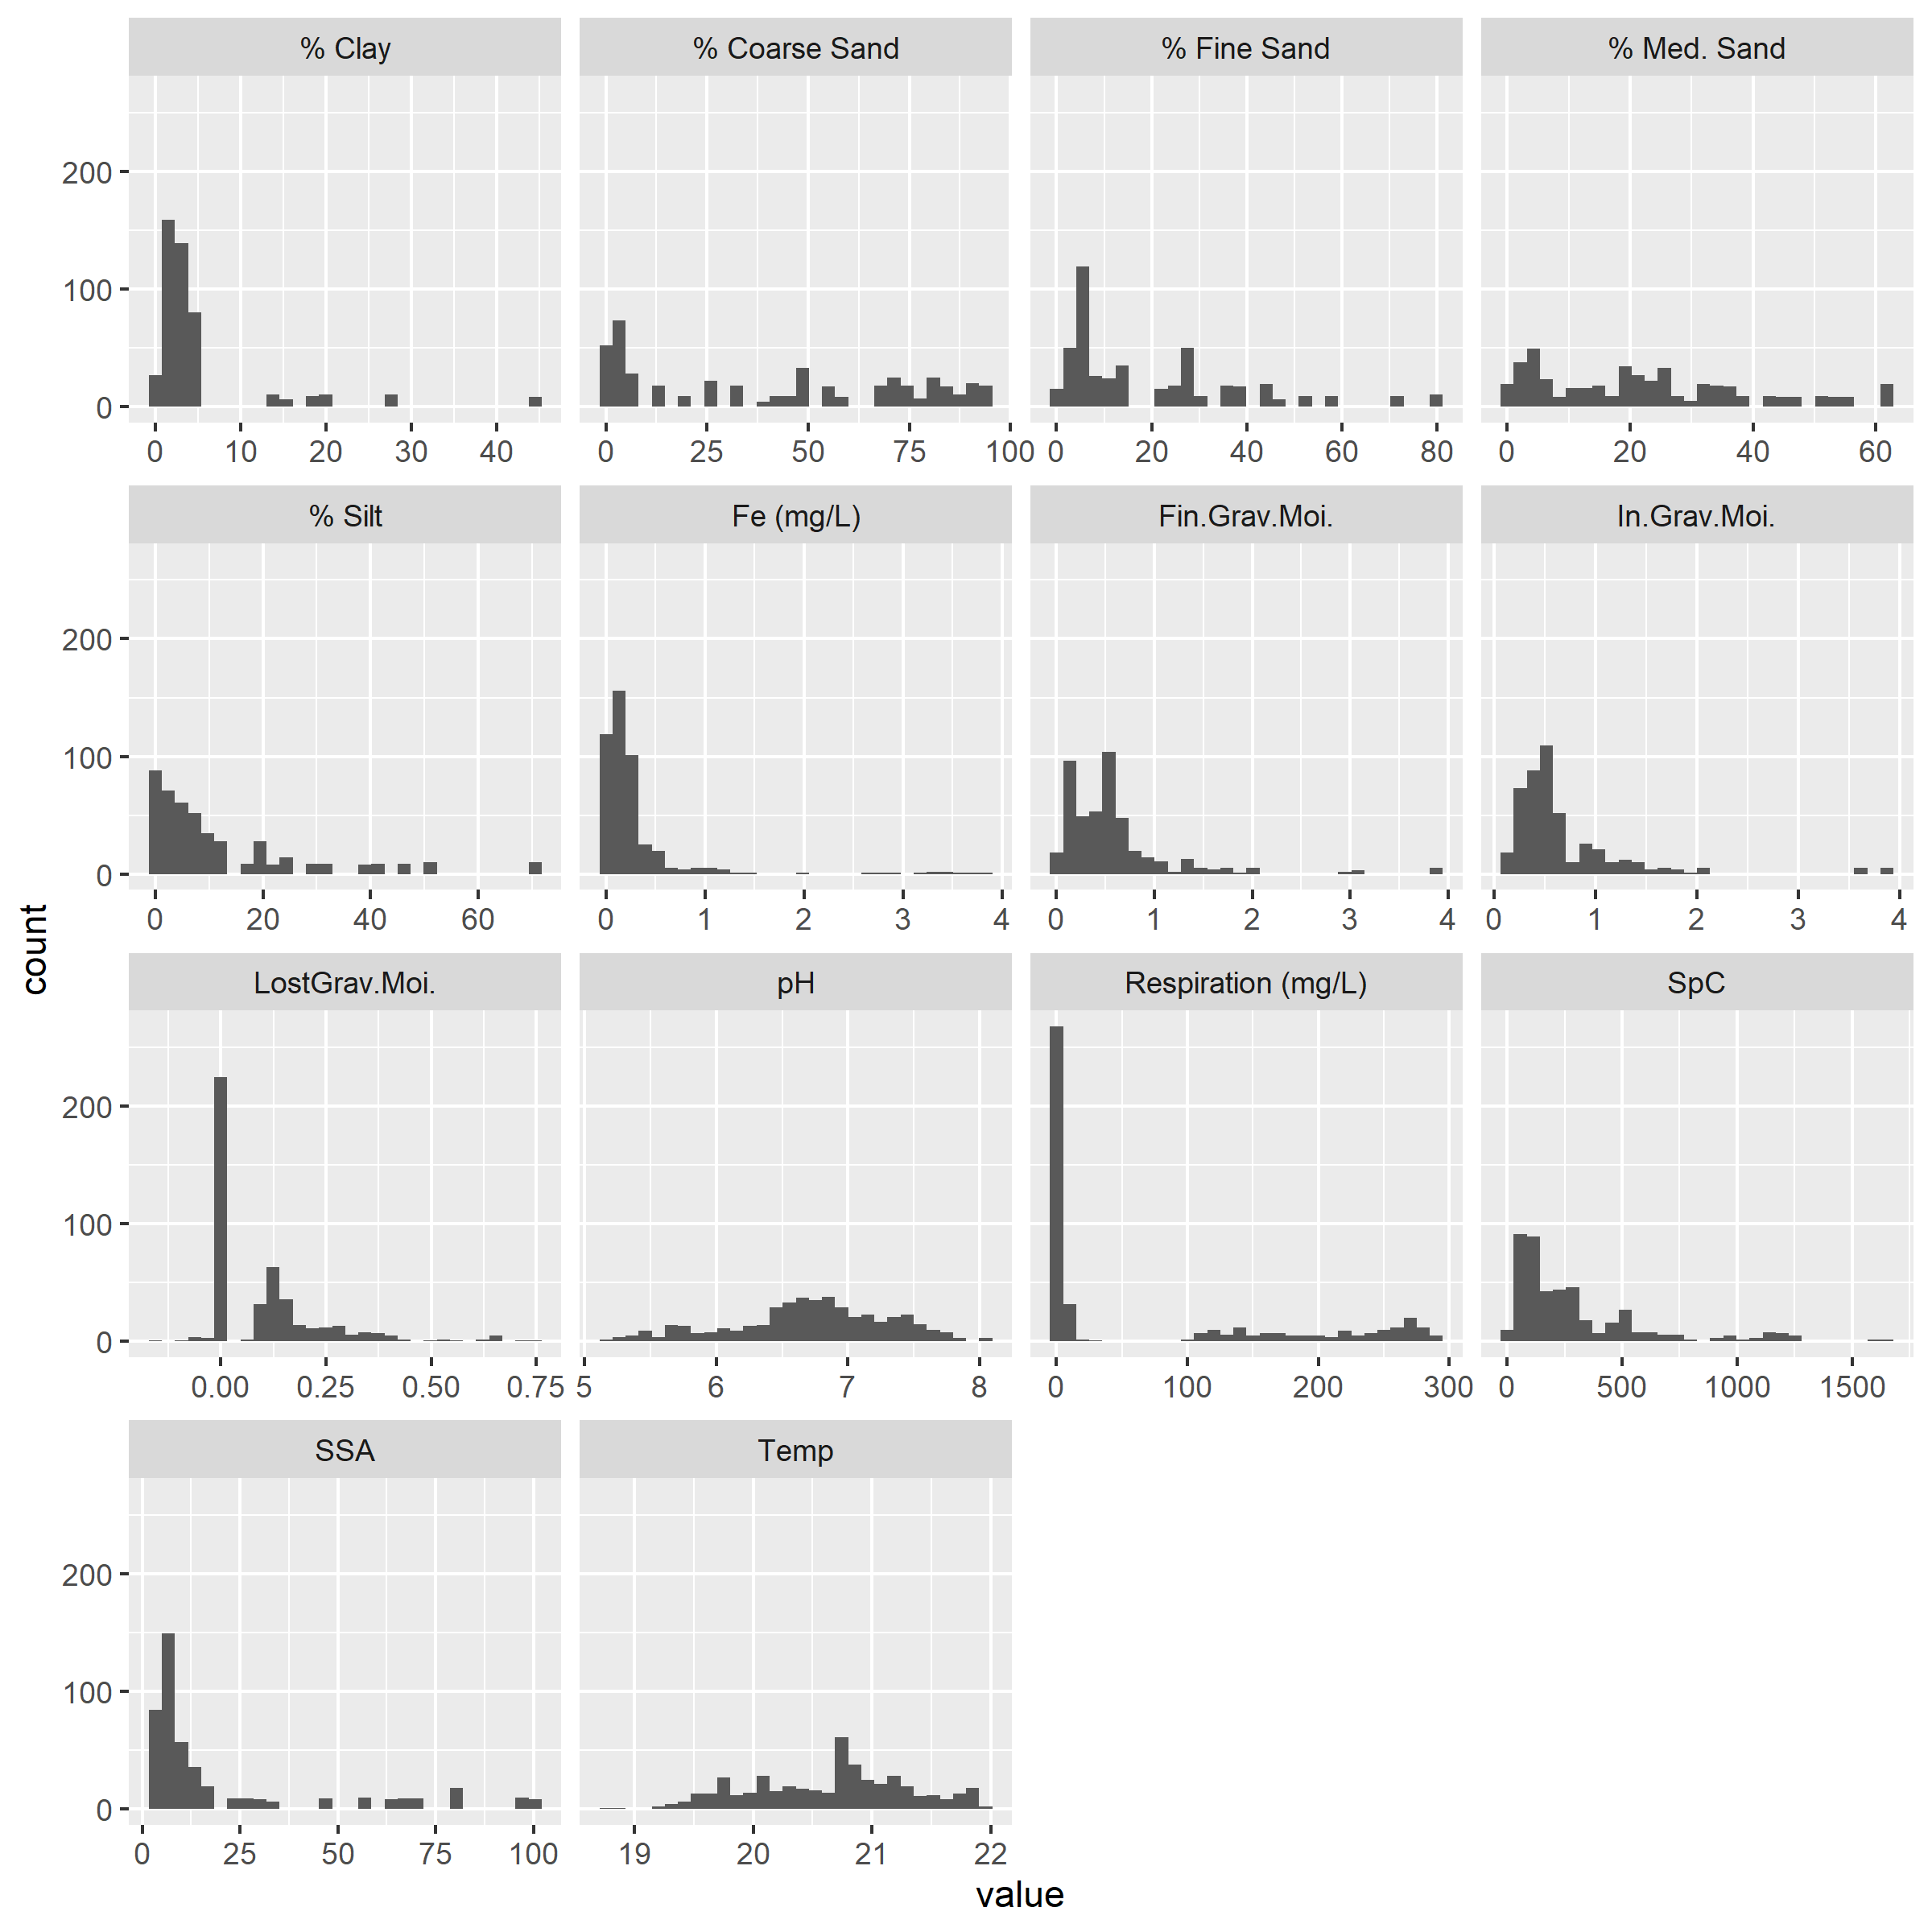 % Clay % Coarse Sand % Fine Sand % Med. Sand
200
100
0
0 10 20 30 40 0 25 50 75 100 0 20 40 60 80 0 20 40 60
% Silt Fe (mg/L) Fin.Grav.Moi. In.Grav.Moi.
200
100
0
0 20 40 60 0 1 2 3 4 0 1 2 3 4 0 1 2 3 4
count
LostGrav.Moi. pH Respiration (mg/L) SpC
200
100
0
0.00 0.25 0.50 0.75 5 6 7 8 0 100 200 300 0 500 1000 1500
SSA Temp
200
100
0
0 25 50 75 100 19 20 21 22
value